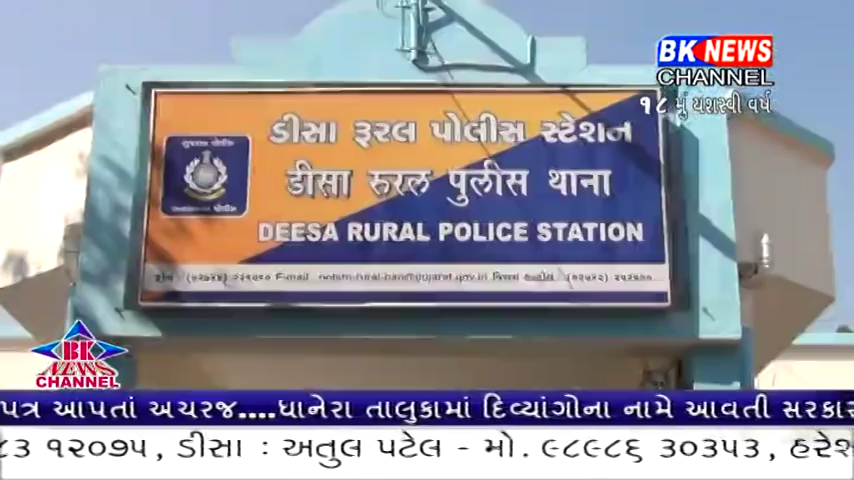 BK NEWS
CHANNEL
૧૮ મું યશસ્વી વર્ષ
ડીસા રૂરલ પોલીસ સ્ટેશન
डीसा रुरल पुलीस थाना
DEESA RURAL POLICE STATION
BK
NEWS
CHANNEL
પત્ર આપતાં અચરજ....ધાનેરા તાલુકામાં દિવ્યાંગોના નામે આવતી સરકાર
૧૨૦૭૫, ડીસા : અતુલ પટેલ - મો. ૯૮૯૮૬ ૩૦૩૫૩, હરેશ